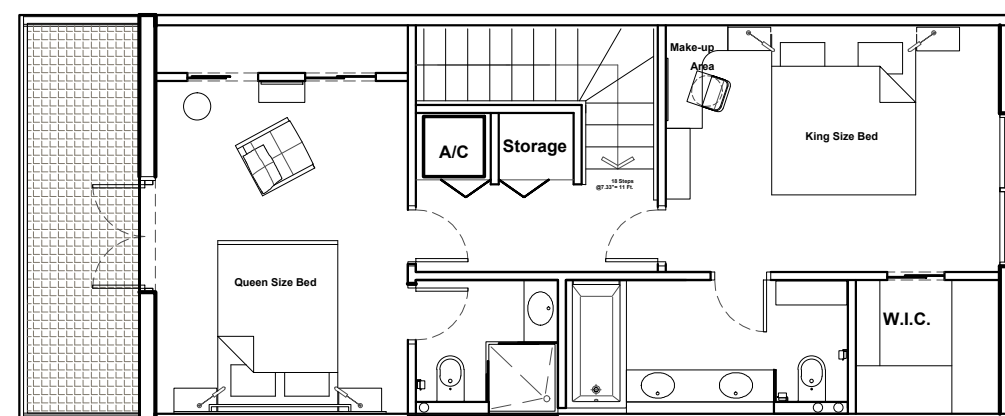 Make-up
Area
A/C
Storage
King Size Bed
18 Steps
@7.33"= 11 Ft.
Queen Size Bed
W.I.C.